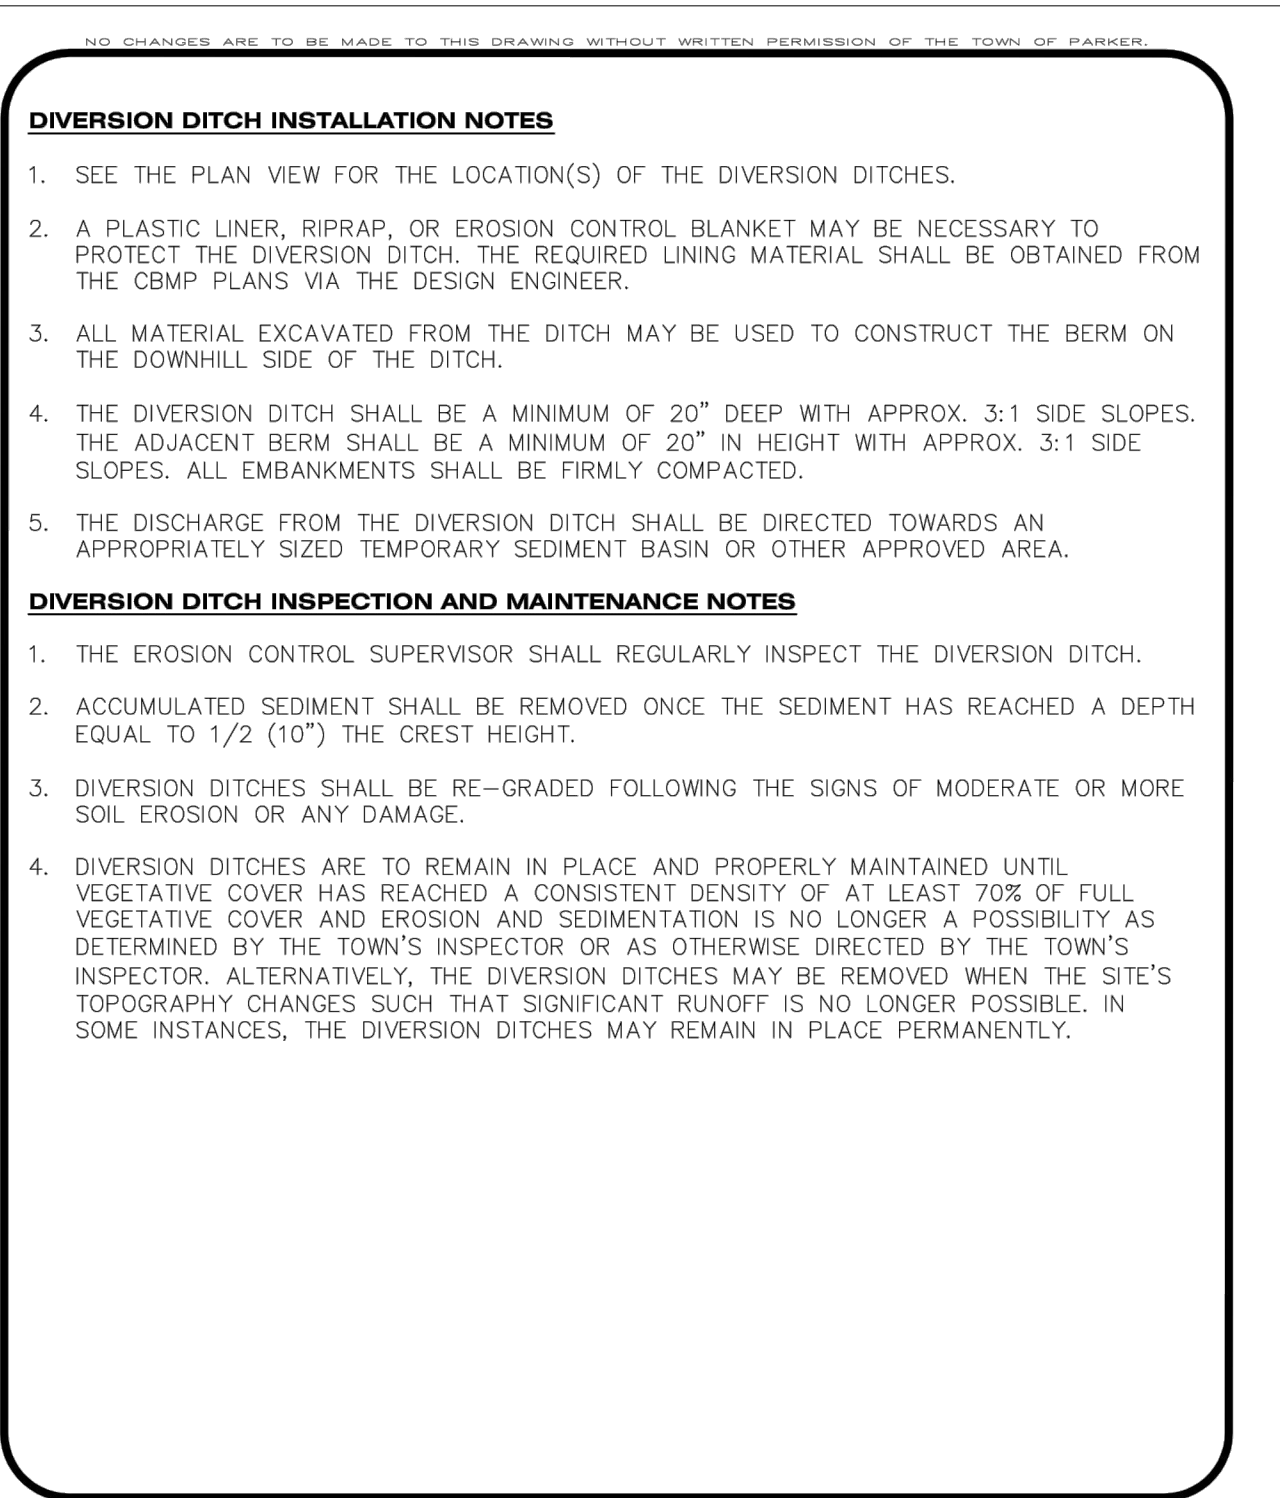 NO CHANGES ARE TO BE MADE TO THIS DRAWING WITHOUT WRITTEN PERMISSION OF THE TOWN OF PARKER.
DIVERSION DITCH INSTALLATION NOTES
1. SEE THE PLAN VIEW FOR THE LOCATION(S) OF THE DIVERSION DITCHES.
2. A PLASTIC LINER, RIPRAP, OR EROSION CONTROL BLANKET MAY BE NECESSARY TO
PROTECT THE DIVERSION DITCH. THE REQUIRED LINING MATERIAL SHALL BE OBTAINED FROM
THE CBMP PLANS VIA THE DESIGN ENGINEER.
3. ALL MATERIAL EXCAVATED FROM THE DITCH MAY BE USED TO CONSTRUCT THE BERM ON
THE DOWNHILL SIDE OF THE DITCH.
4. THE DIVERSION DITCH SHALL BE A MINIMUM OF 20” DEEP WITH APPROX. 3:1 SIDE SLOPES.
THE ADJACENT BERM SHALL BE A MINIMUM OF 20” IN HEIGHT WITH APPROX. 3:1 SIDE
SLOPES. ALL EMBANKMENTS SHALL BE FIRMLY COMPACTED.
5. THE DISCHARGE FROM THE DIVERSION DITCH SHALL BE DIRECTED TOWARDS AN
APPROPRIATELY SIZED TEMPORARY SEDIMENT BASIN OR OTHER APPROVED AREA.
DIVERSION DITCH INSPECTION AND MAINTENANCE NOTES
1. THE EROSION CONTROL SUPERVISOR SHALL REGULARLY INSPECT THE DIVERSION DITCH.
2. ACCUMULATED SEDIMENT SHALL BE REMOVED ONCE THE SEDIMENT HAS REACHED A DEPTH
EQUAL TO 1/2 (10”) THE CREST HEIGHT.
3. DIVERSION DITCHES SHALL BE RE–GRADED FOLLOWING THE SIGNS OF MODERATE OR MORE
SOIL EROSION OR ANY DAMAGE.
4. DIVERSION DITCHES ARE TO REMAIN IN PLACE AND PROPERLY MAINTAINED UNTIL
VEGETATIVE COVER HAS REACHED A CONSISTENT DENSITY OF AT LEAST 70% OF FULL
VEGETATIVE COVER AND EROSION AND SEDIMENTATION IS NO LONGER A POSSIBILITY AS
DETERMINED BY THE TOWN’S INSPECTOR OR AS OTHERWISE DIRECTED BY THE TOWN’S
INSPECTOR. ALTERNATIVELY, THE DIVERSION DITCHES MAY BE REMOVED WHEN THE SITE’S
TOPOGRAPHY CHANGES SUCH THAT SIGNIFICANT RUNOFF IS NO LONGER POSSIBLE. IN
SOME INSTANCES, THE DIVERSION DITCHES MAY REMAIN IN PLACE PERMANENTLY.